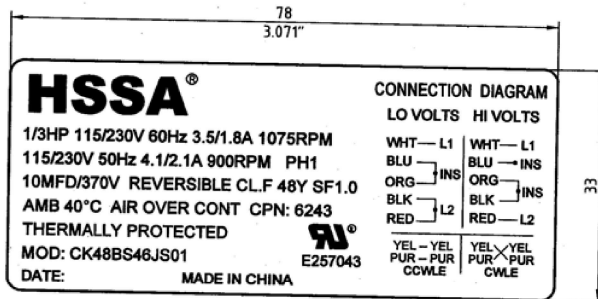 78
3.071"
HSSA®
1/3HP 115/230V 60Hz 3.5/1.8A 1075RPM
115/230V 50Hz 4.1/2.1A 900RPM PH1
10MFD/370V REVERSIBLE CL.F 48Y SF1.0
AMB 40°C AIR OVER CONT CPN: 6243
THERMALLY PROTECTED
MOD: CK48BS46JS01
DATE: MADE IN CHINA
RU®
E257043
CONNECTION DIAGRAM
LO VOLTS HI VOLTS
WHT L1 WHT L1
BLU BLU INS
INS
ORG ORG
INS
BLK BLK
L2
RED RED L2
YEL – YEL YEL YEL
PUR – PUR PUR PUR
CCWLE CWLE
33